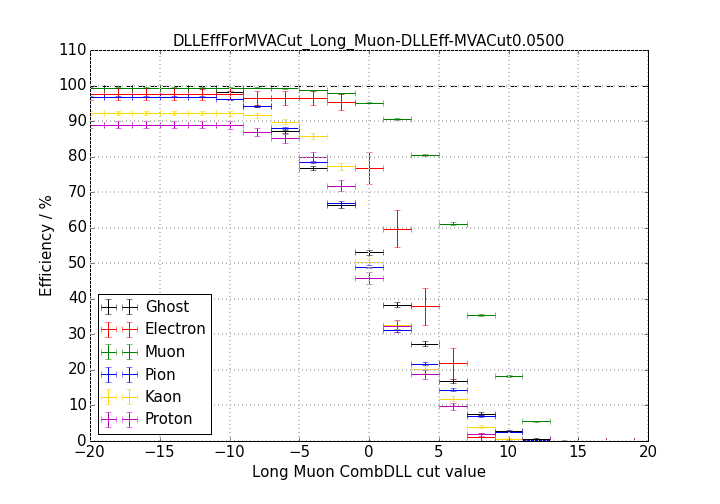 DLLEffForMVACut_Long_Muon-DLLEff-MVACut0.0500
110
100
90
80
70
60
50
40
30
20
10
0
Efficiency / %
Ghost
Electron
Muon
Pion
Kaon
Proton
−20 −15 −10 −5 0 5 10 15 20
Long Muon CombDLL cut value